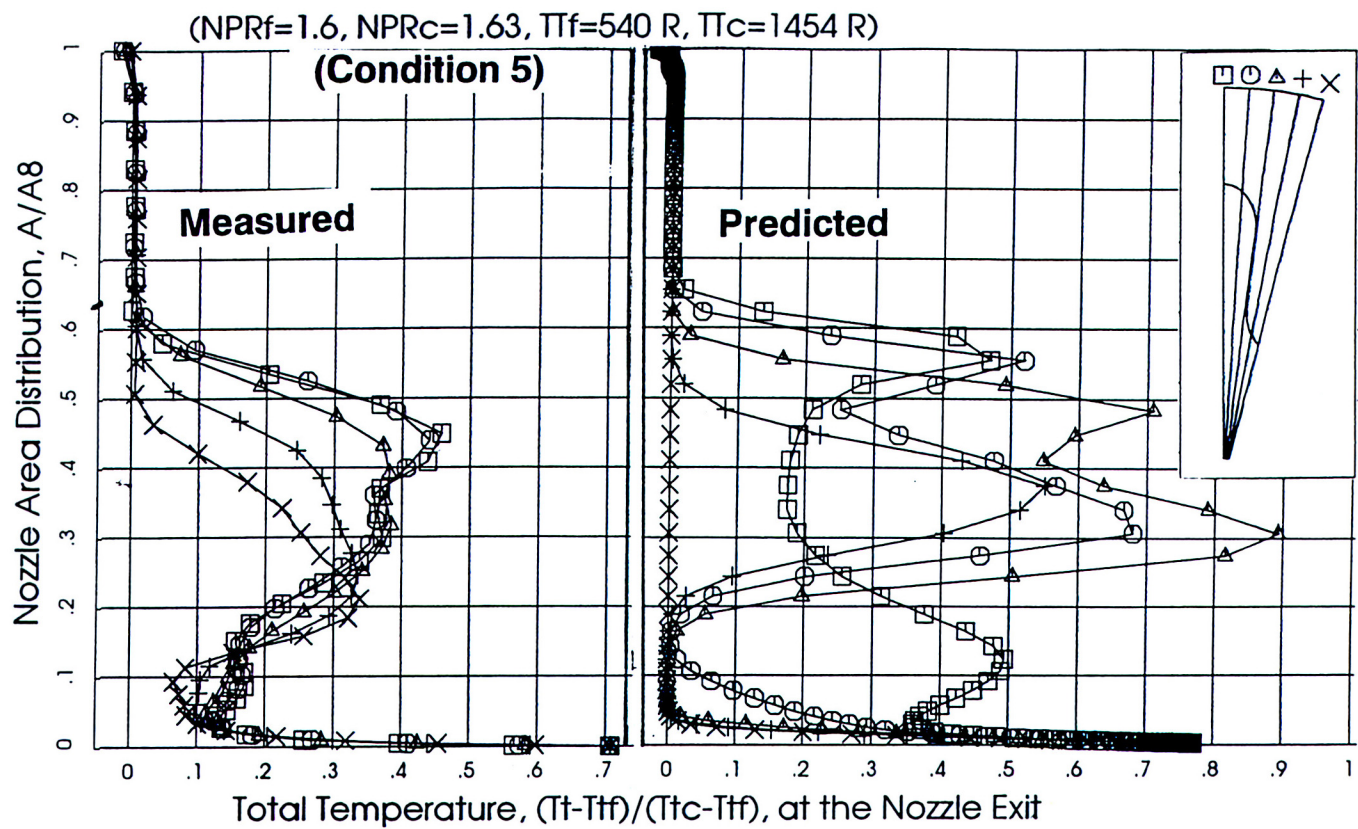 (NPRf=1.6, NPRc=1.63, TTf=540 R, TTc=1454 R)
(Condition 5)
Measured
Predicted
Nozzle Area Distribution, A/A8
1
.9
.8
.7
.6
.5
.4
.3
.2
.1
0
0 .1 .2 .3 .4 .5 .6 .7
0 .1 .2 .3 .4 .5 .6 .7 .8 .9 1
Total Temperature, (Tt-Ttf)/(Ttc-Ttf), at the Nozzle Exit